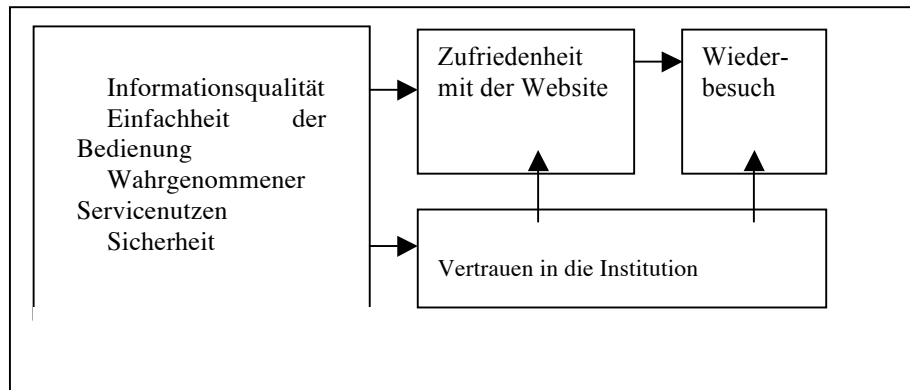 Informationsqualität
Einfachheit der
Bedienung
Wahrgenommener
Servicenutzen
Sicherheit
Zufriedenheit
mit der Website
Wieder-
besuch
Vertrauen in die Institution